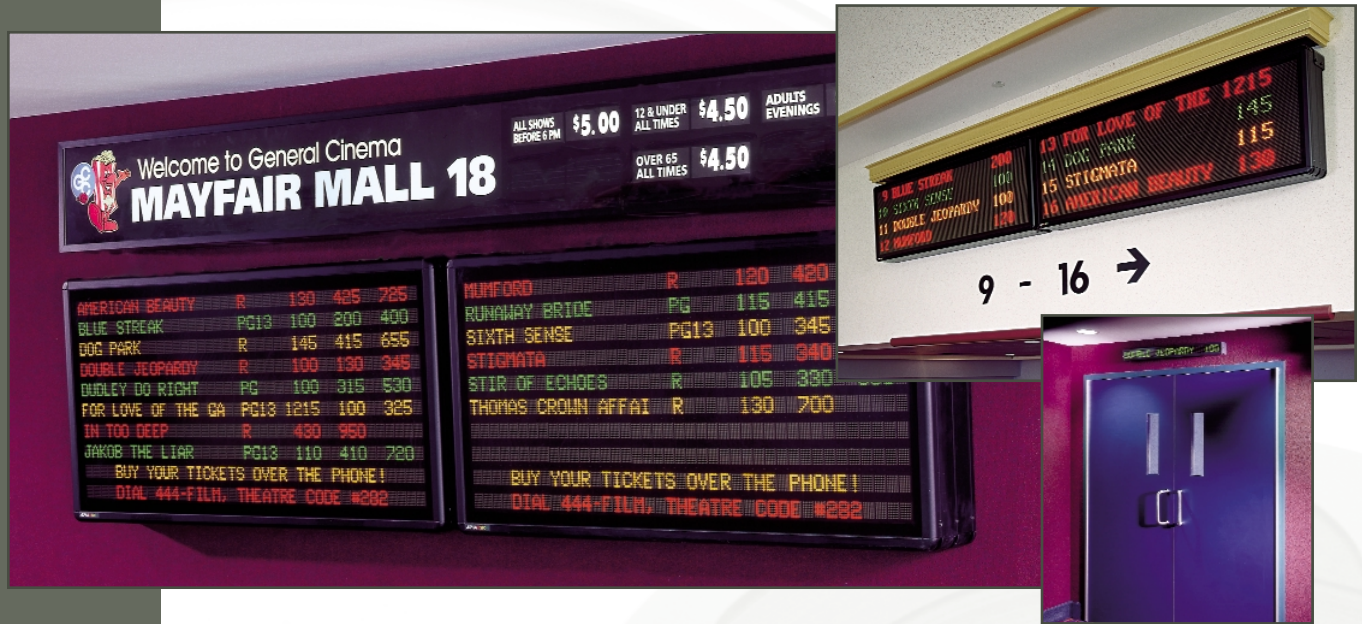 Welcome to General Cinema
MAYFAIR MALL 18
ALL SHOWS BEFORE 6 PM $5.00
12 & UNDER ALL TIMES $4.50
ADULTS EVENINGS
OVER 65 ALL TIMES $4.50
AMERICAN BEAUTY R 130 425 725
BLUE STREAK PG13 100 200 400
DOG PARK R 145 415 655
DOUBLE JEOPARDY R 100 130 345
DUDLEY DO RIGHT PG 100 315 530
FOR LOVE OF THE GA PG13 1215 100 325
IN TOO DEEP R 430 950
JAKOB THE LIAR PG13 110 410 720
BUY YOUR TICKETS OVER THE PHONE!
DIAL 444-FILM, THEATRE CODE #282
MUMFORD R 120 420
RUNAWAY BRIDE PG 115 415
SIXTH SENSE PG13 100 345
STIGMATA R 115 340
STIR OF ECHOES R 105 330
THOMAS CROWN AFFAI R 130 700
BUY YOUR TICKETS OVER THE PHONE!
DIAL 444-FILM, THEATRE CODE #282
9 BLUE STREAK 200
10 SIXTH SENSE 100
11 DOUBLE JEOPARDY 100
12 MUMFORD 120
13 FOR LOVE OF THE 1215
14 DOG PARK 145
15 STIGMATA 115
16 AMERICAN BEAUTY 130
9 - 16 →
DOUBLE JEOPARDY 100